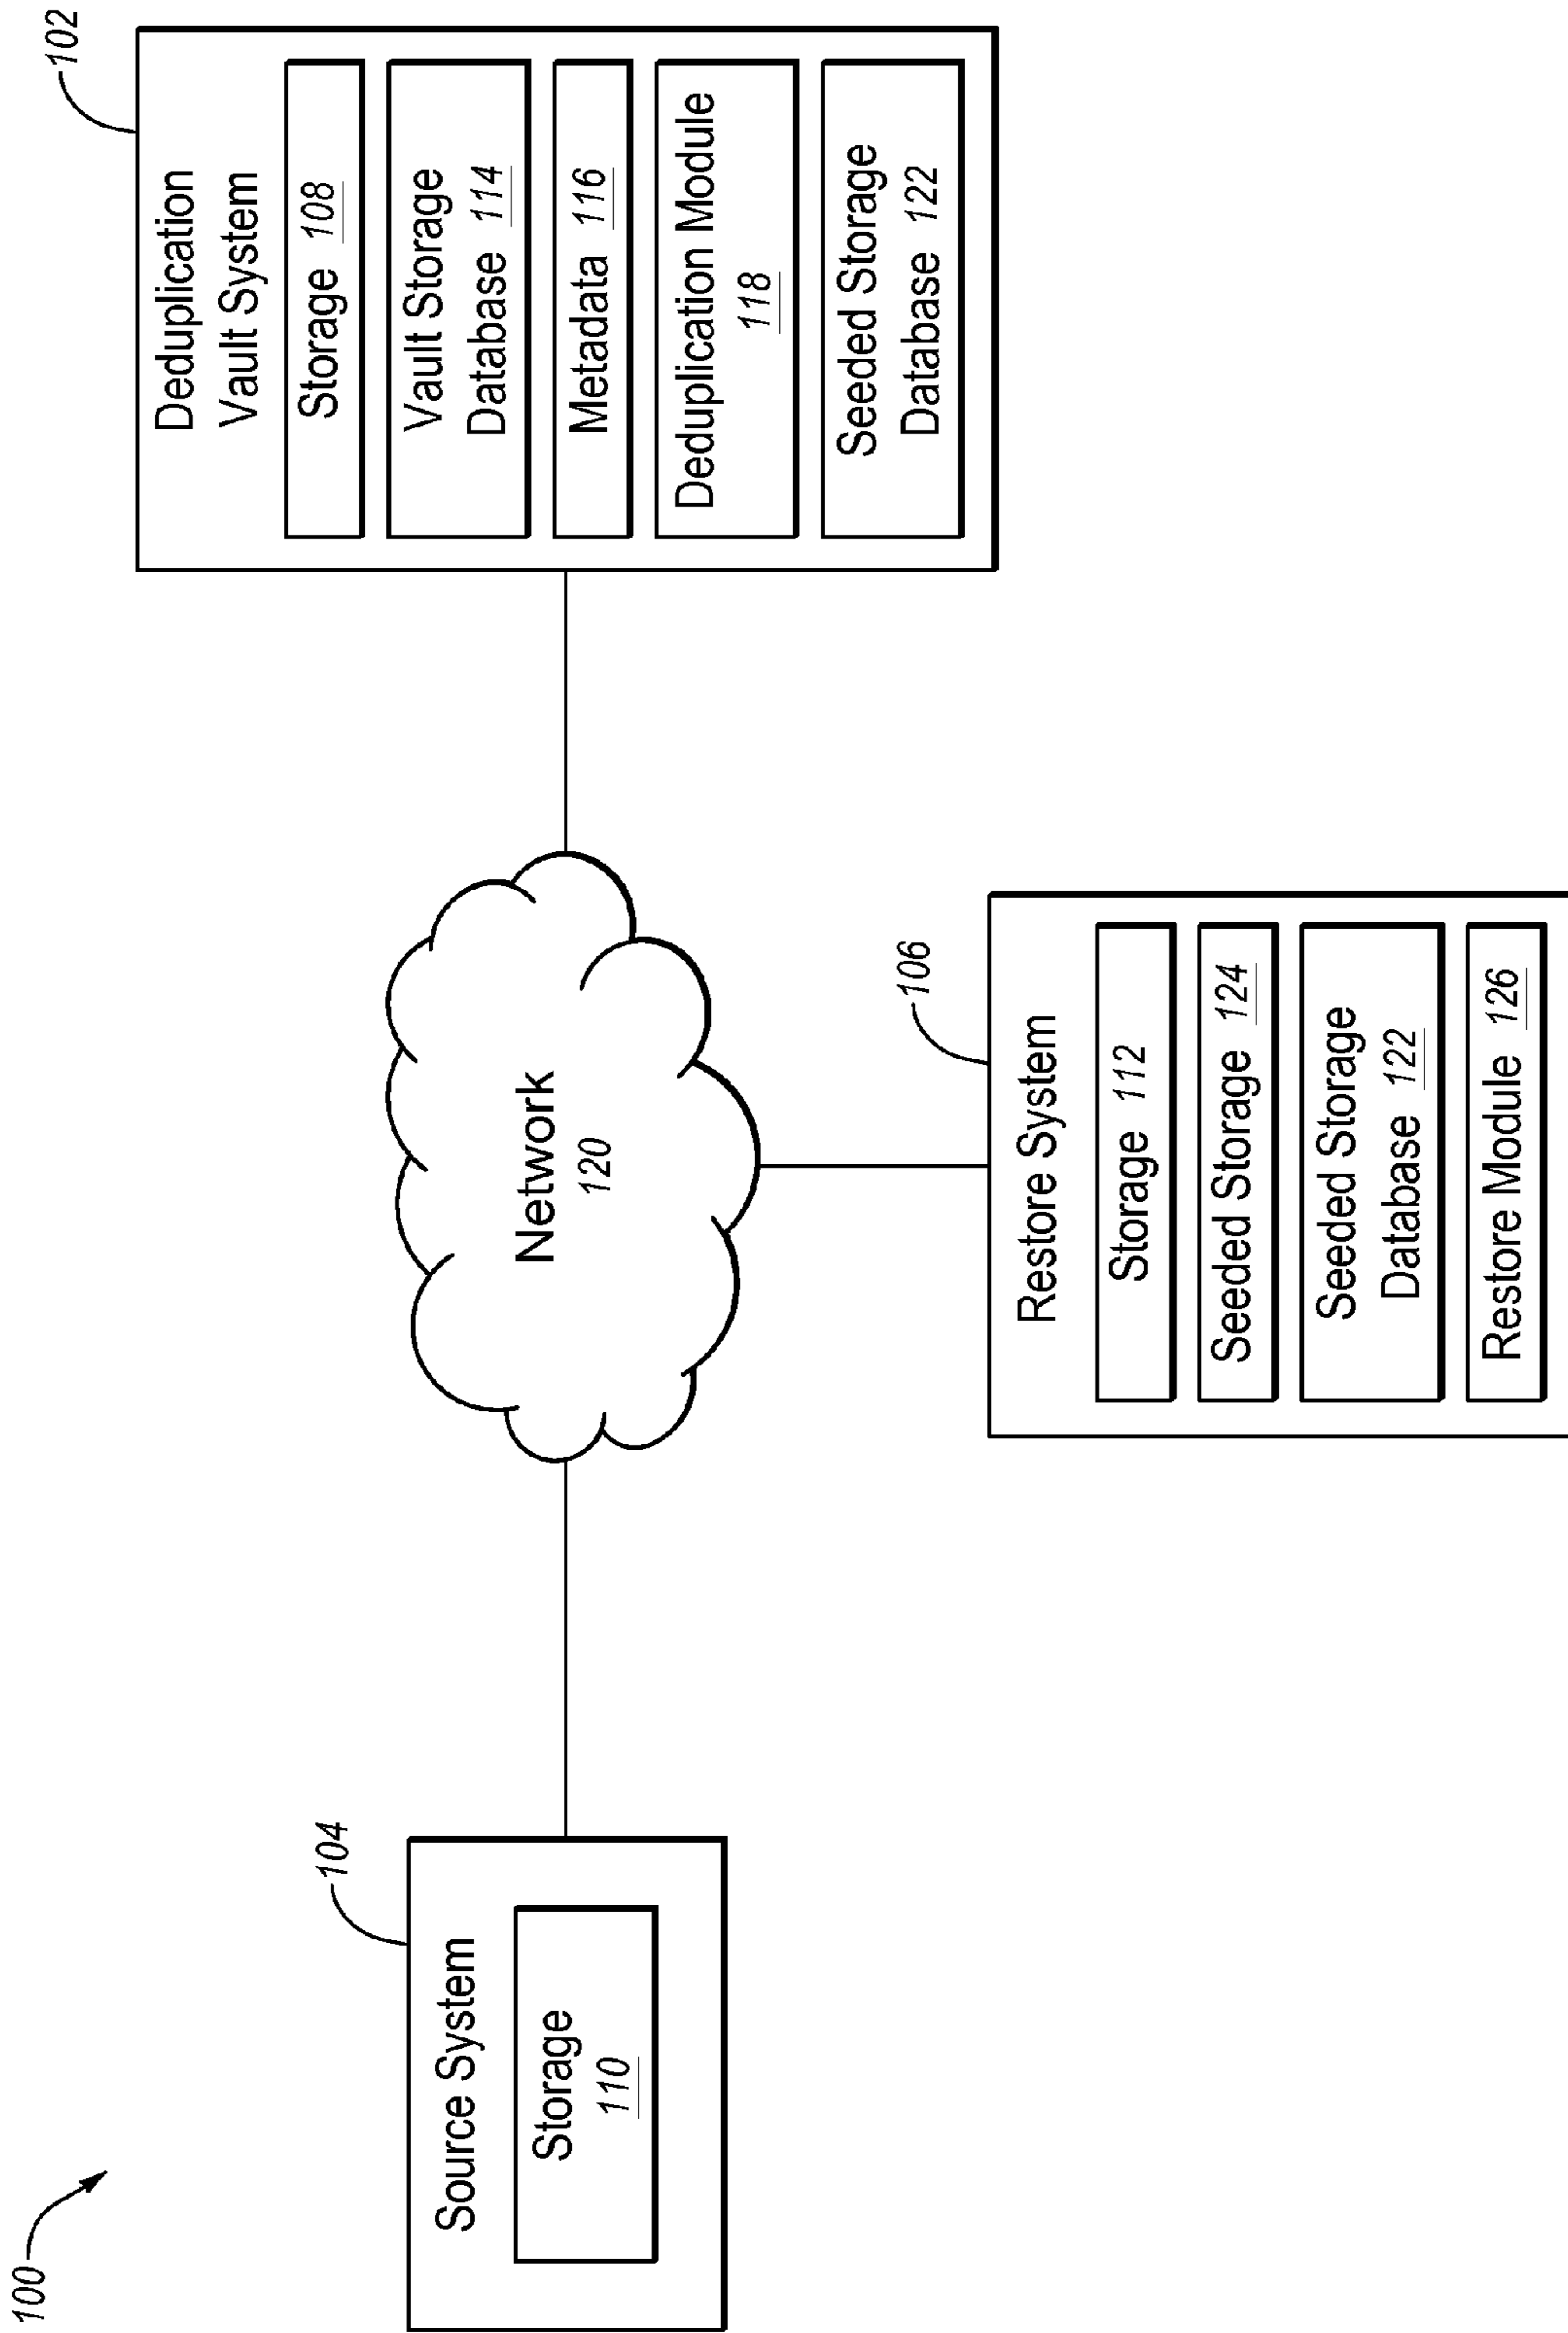 100
104
Source System
Storage
110
Network
120
106
Restore System
Storage 112
Seeded Storage 124
Seeded Storage
Database 122
Restore Module 126
102
Deduplication
Vault System
Storage 108
Vault Storage
Database 114
Metadata 116
Deduplication Module
118
Seeded Storage
Database 122